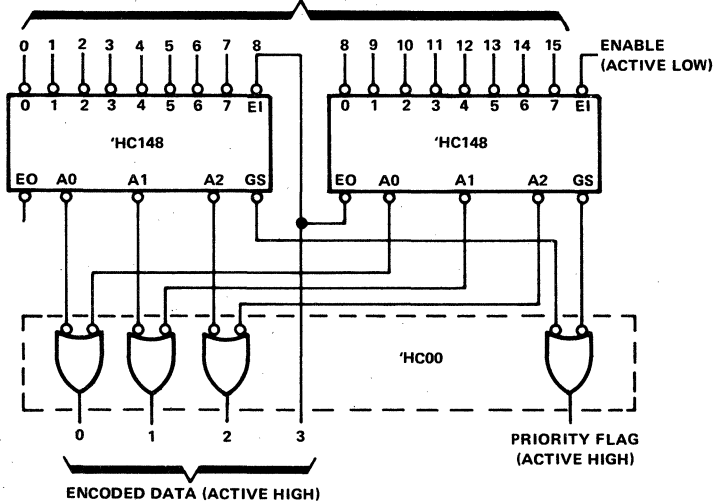 0 1 2 3 4 5 6 7 8 8 9 10 11 12 13 14 15 ENABLE
(ACTIVE LOW)
0 1 2 3 4 5 6 7 EI 0 1 2 3 4 5 6 7 EI
'HC148 'HC148
EO A0 A1 A2 GS EO A0 A1 A2 GS
'HC00
0 1 2 3 PRIORITY FLAG
(ACTIVE HIGH)
ENCODED DATA (ACTIVE HIGH)